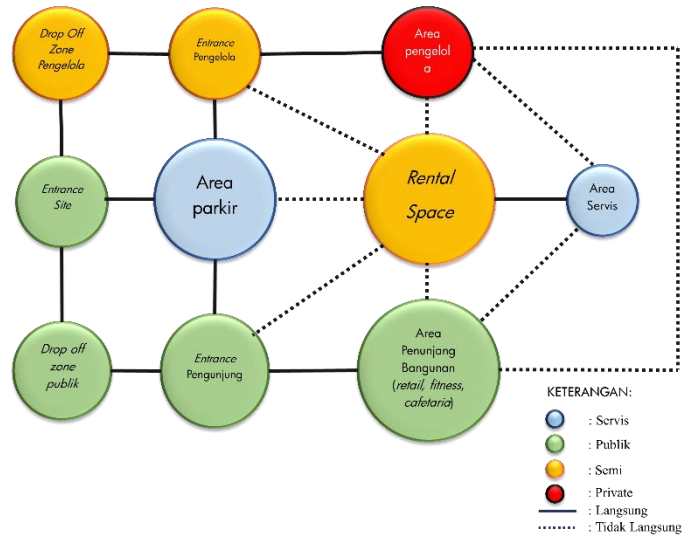 Drop Off
Zone
Pengelola
Entrance
Pengelola
Area
pengelol
a
Entrance
Site
Area
parkir
Rental
Space
Area
Servis
Drop off
zone
publik
Entrance
Pengunjung
Area
Penunjang
Bangunan
(retail, fitness,
cafetaria)
KETERANGAN:
: Servis
: Publik
: Semi
: Private
: Langsung
: Tidak Langsung